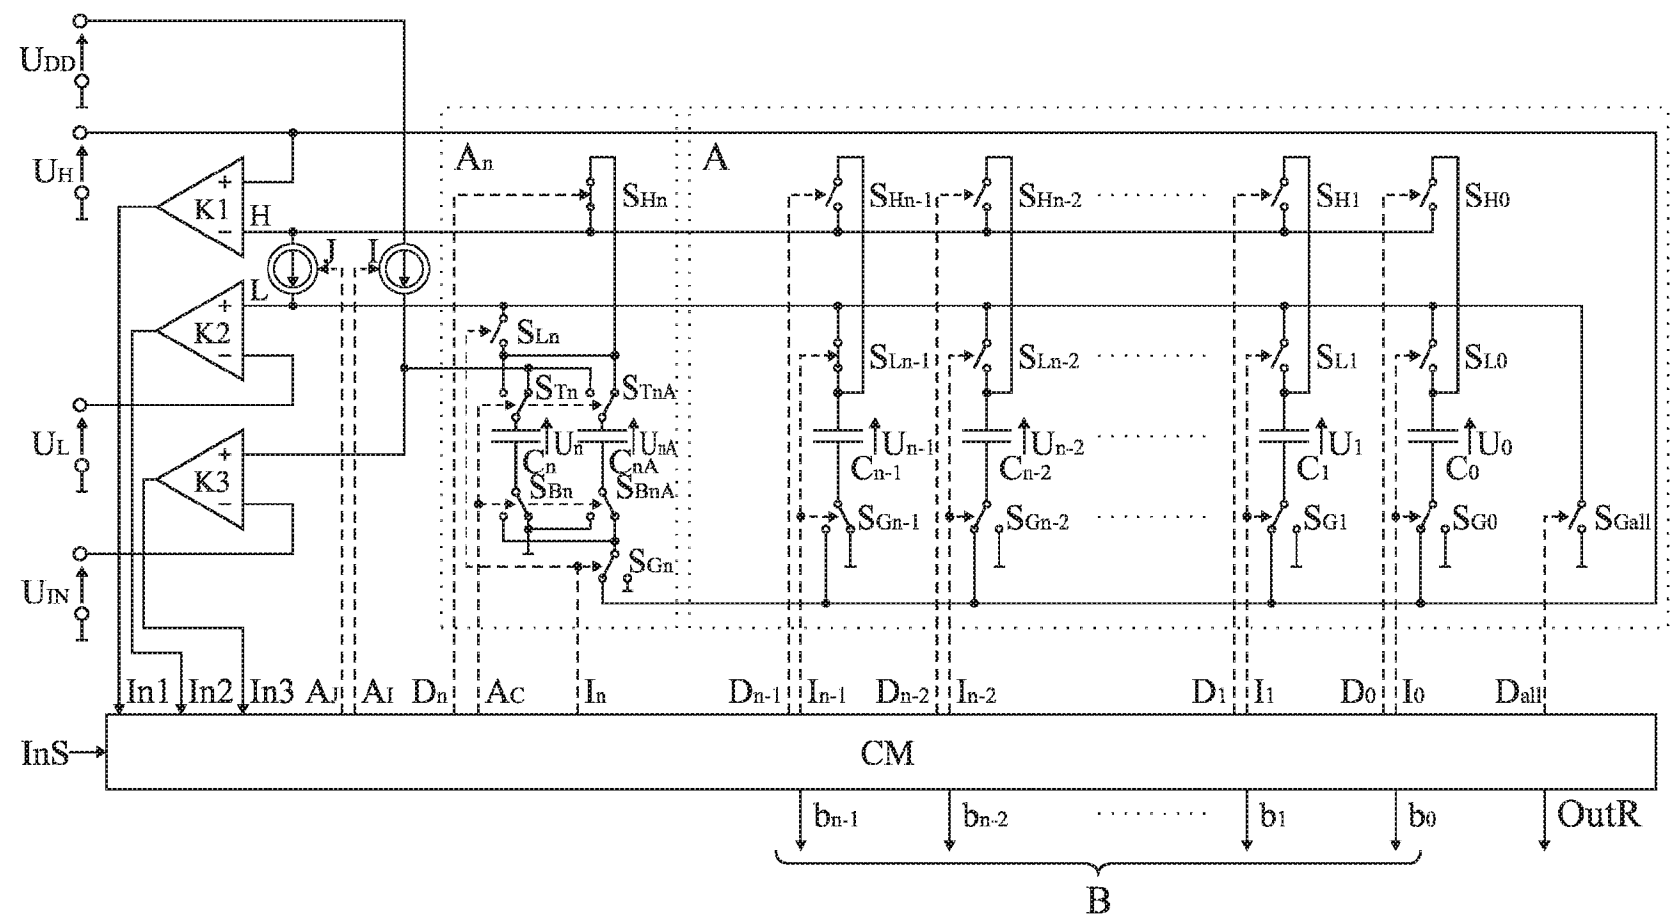 UDD
UH
K1
+
−
H
J
I
L
K2
+
−
UL
K3
+
−
UIN
An
A
SHn
SHn-1
SHn-2
SH1
SH0
SLn
SLn-1
SLn-2
SL1
SL0
STn
STnA
Un
UnA
Un-1
Un-2
U1
U0
Cn
CnA
Cn-1
Cn-2
C1
C0
SBn
SBnA
SGn
SGn-1
SGn-2
SG1
SG0
SGall
In1
In2
In3
AJ
AI
Dn
AC
In
Dn-1
In-1
Dn-2
In-2
D1
I1
D0
I0
Dall
InS
CM
bn-1
bn-2
b1
b0
OutR
B